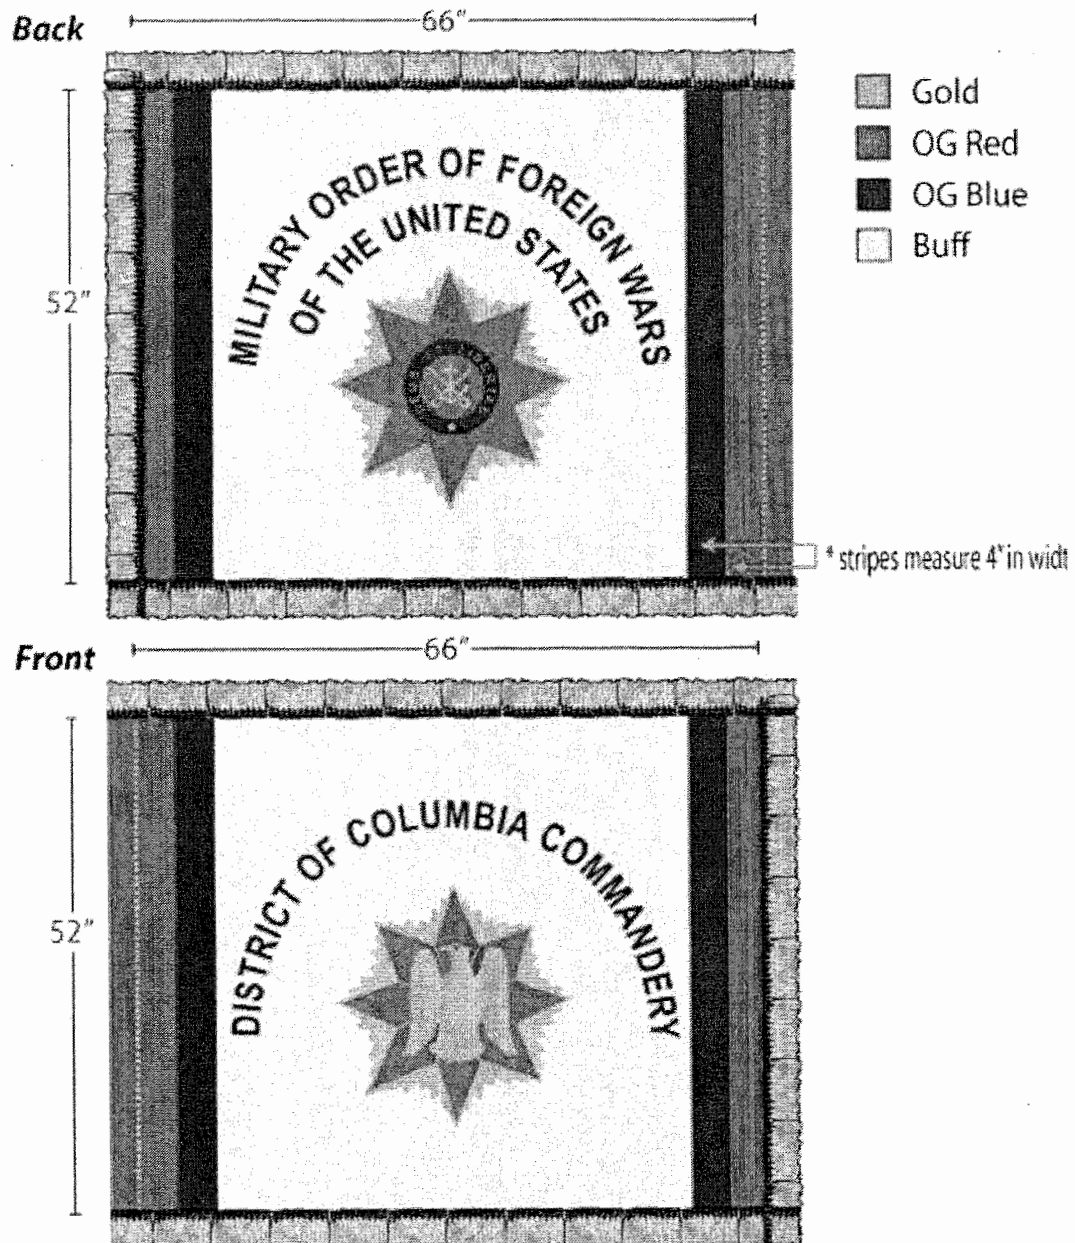 Back
66"
Gold
OG Red
OG Blue
Buff
MILITARY ORDER OF FOREIGN WARS
OF THE UNITED STATES
52"
* stripes measure 4" in widt
Front
66"
DISTRICT OF COLUMBIA COMMANDERY
52"